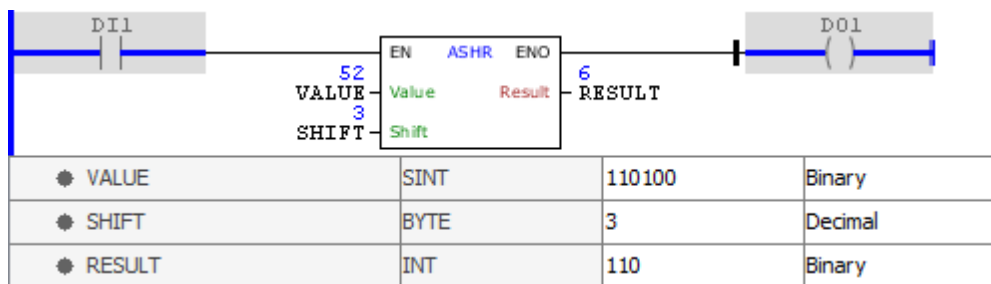 DI1 DO1
EN ASHR ENO
52 6
VALUE Value Result RESULT
3
SHIFT Shift
VALUE SINT 110100 Binary
SHIFT BYTE 3 Decimal
RESULT INT 110 Binary